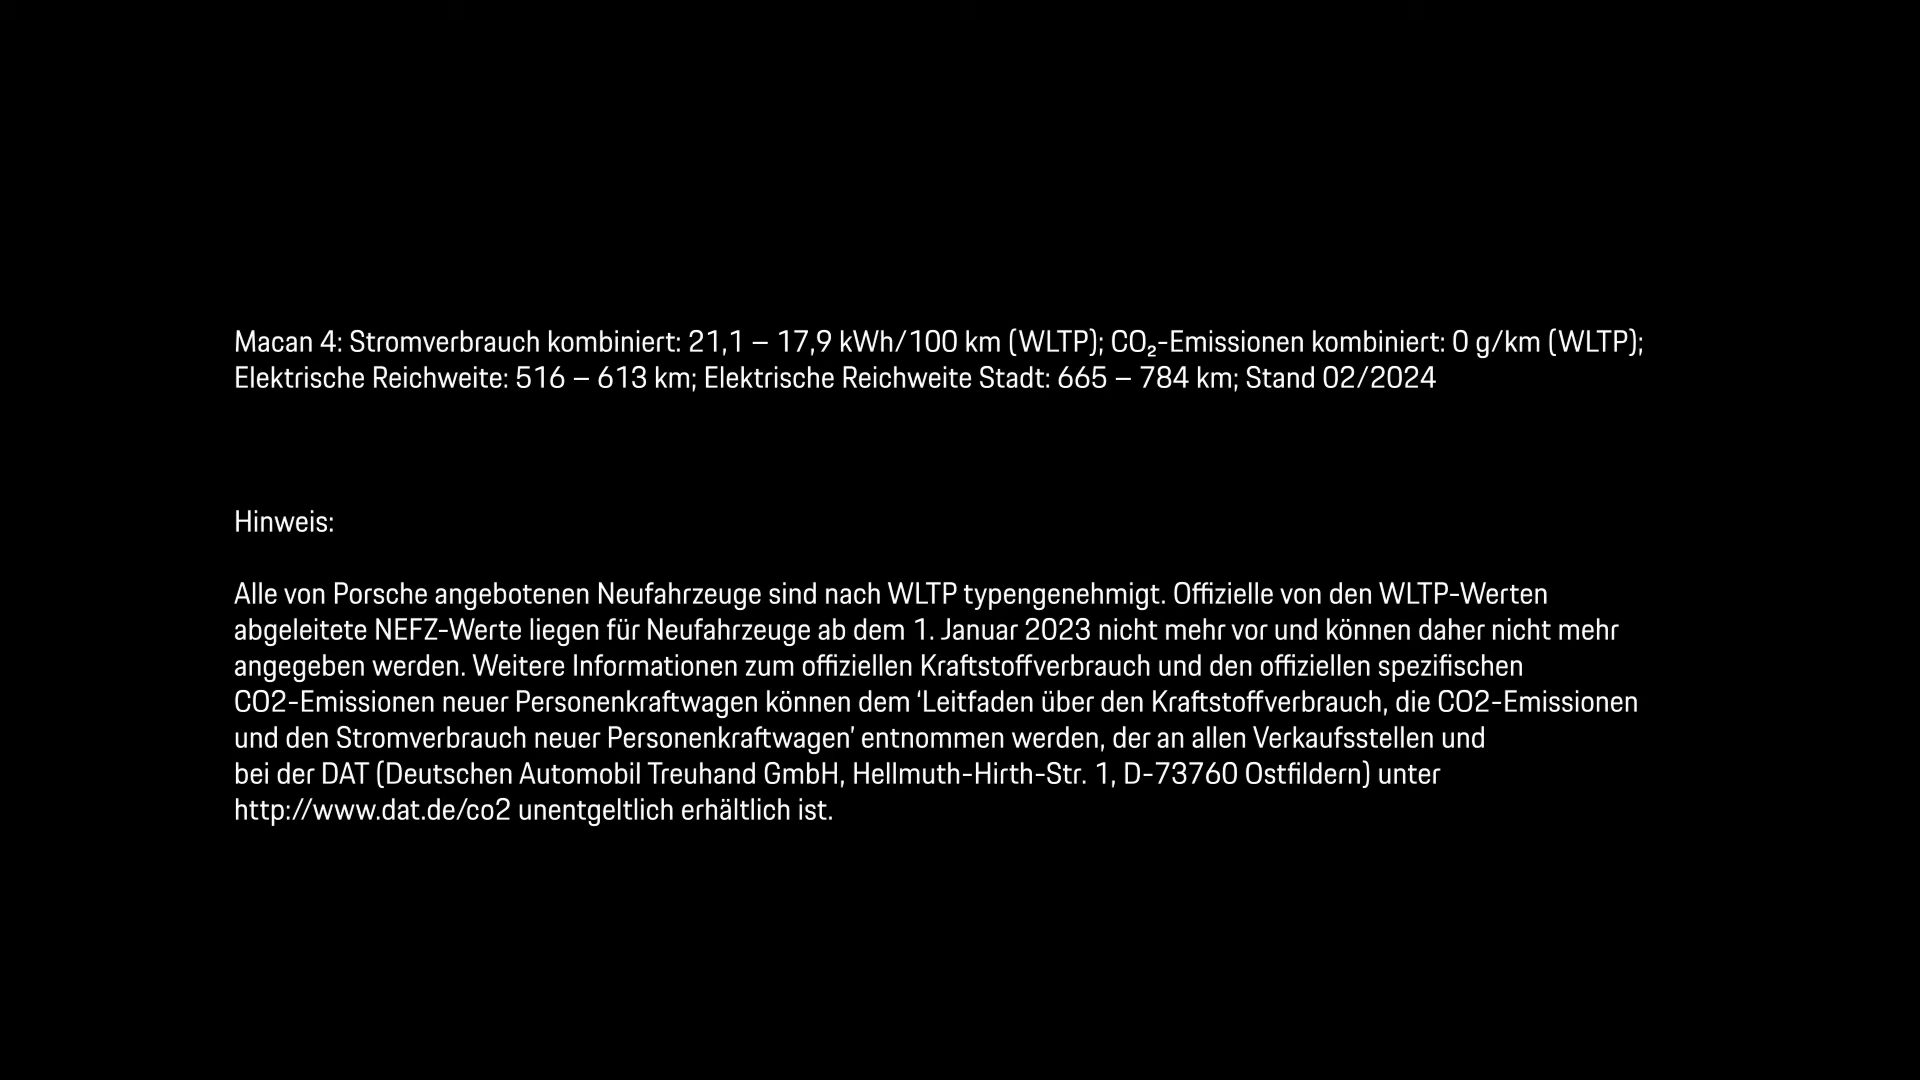 Macan 4: Stromverbrauch kombiniert: 21,1 – 17,9 kWh/100 km (WLTP); CO₂-Emissionen kombiniert: 0 g/km (WLTP);
Elektrische Reichweite: 516 – 613 km; Elektrische Reichweite Stadt: 665 – 784 km; Stand 02/2024
Hinweis:
Alle von Porsche angebotenen Neufahrzeuge sind nach WLTP typengenehmigt. Offizielle von den WLTP-Werten
abgeleitete NEFZ-Werte liegen für Neufahrzeuge ab dem 1. Januar 2023 nicht mehr vor und können daher nicht mehr
angegeben werden. Weitere Informationen zum offiziellen Kraftstoffverbrauch und den offiziellen spezifischen
CO2-Emissionen neuer Personenkraftwagen können dem ‘Leitfaden über den Kraftstoffverbrauch, die CO2-Emissionen
und den Stromverbrauch neuer Personenkraftwagen’ entnommen werden, der an allen Verkaufsstellen und
bei der DAT (Deutschen Automobil Treuhand GmbH, Hellmuth-Hirth-Str. 1, D-73760 Ostfildern) unter
http://www.dat.de/co2 unentgeltlich erhältlich ist.